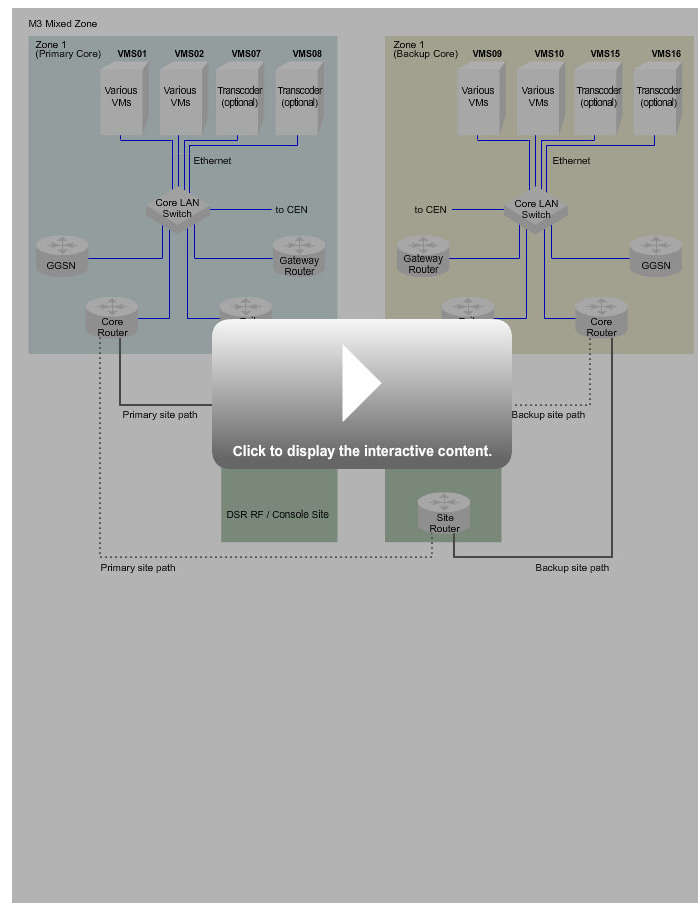 M3 Mixed Zone
Zone 1
(Primary Core)
VMS01
VMS02
VMS07
VMS08
Various
VMs
Various
VMs
Transcoder
(optional)
Transcoder
(optional)
Ethernet
Core LAN
Switch
to CEN
GGSN
Gateway
Router
Core
Router
Primary site path
Zone 1
(Backup Core)
VMS09
VMS10
VMS15
VMS16
Various
VMs
Various
VMs
Transcoder
(optional)
Transcoder
(optional)
Ethernet
to CEN
Core LAN
Switch
Gateway
Router
GGSN
Core
Router
Backup site path
Click to display the interactive content.
DSR RF / Console Site
Site
Router
Primary site path
Backup site path